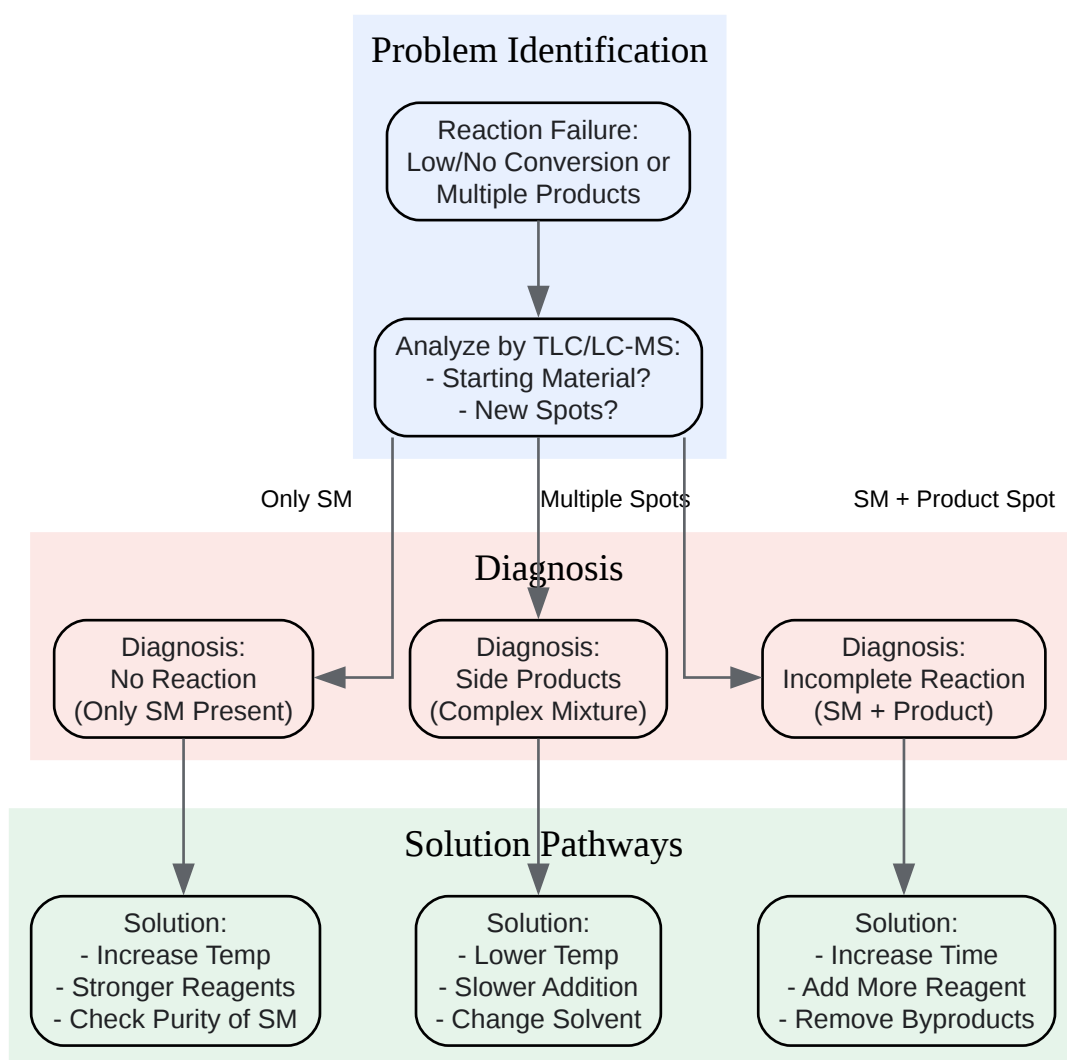 Problem Identification
Reaction Failure:
Low/No Conversion or
Multiple Products
Analyze by TLC/LC-MS:
- Starting Material?
- New Spots?
Only SM
Multiple Spots
SM + Product Spot
Diagnosis
Diagnosis:
No Reaction
(Only SM Present)
Diagnosis:
Side Products
(Complex Mixture)
Diagnosis:
Incomplete Reaction
(SM + Product)
Solution Pathways
Solution:
- Increase Temp
- Stronger Reagents
- Check Purity of SM
Solution:
- Lower Temp
- Slower Addition
- Change Solvent
Solution:
- Increase Time
- Add More Reagent
- Remove Byproducts